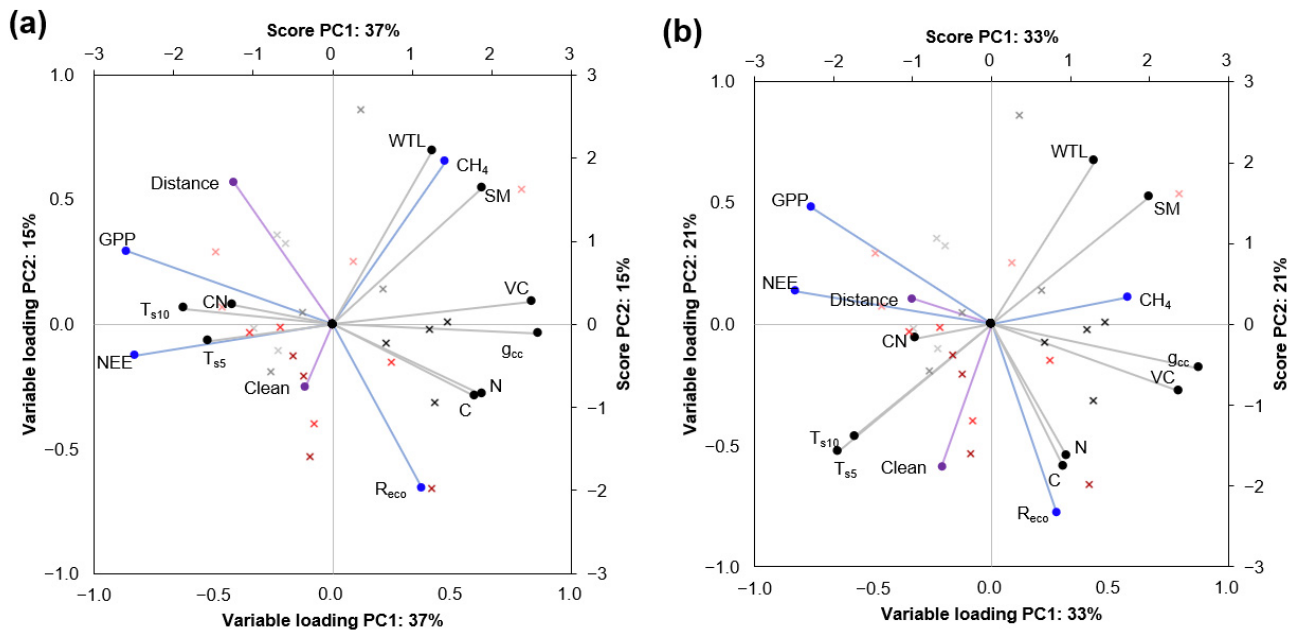 (a)
Score PC1: 37%
−3 −2 −1 0 1 2 3
1.0
0.5
0.0
−0.5
−1.0
Variable loading PC2: 15%
3
2
1
0
−1
−2
−3
Score PC2: 15%
WTL
CH₄
SM
Distance
GPP
CN
Tₛ₁₀
VC
g_cc
Tₛ₅
NEE
Clean
N
C
R_eco
−1.0 −0.5 0.0 0.5 1.0
Variable loading PC1: 37%
(b)
Score PC1: 33%
−3 −2 −1 0 1 2 3
1.0
0.5
0.0
−0.5
−1.0
Variable loading PC2: 21%
3
2
1
0
−1
−2
−3
Score PC2: 21%
WTL
GPP
SM
NEE
Distance
CH₄
CN
g_cc
VC
Tₛ₁₀
Tₛ₅
Clean
N
C
R_eco
−1.0 −0.5 0.0 0.5 1.0
Variable loading PC1: 33%